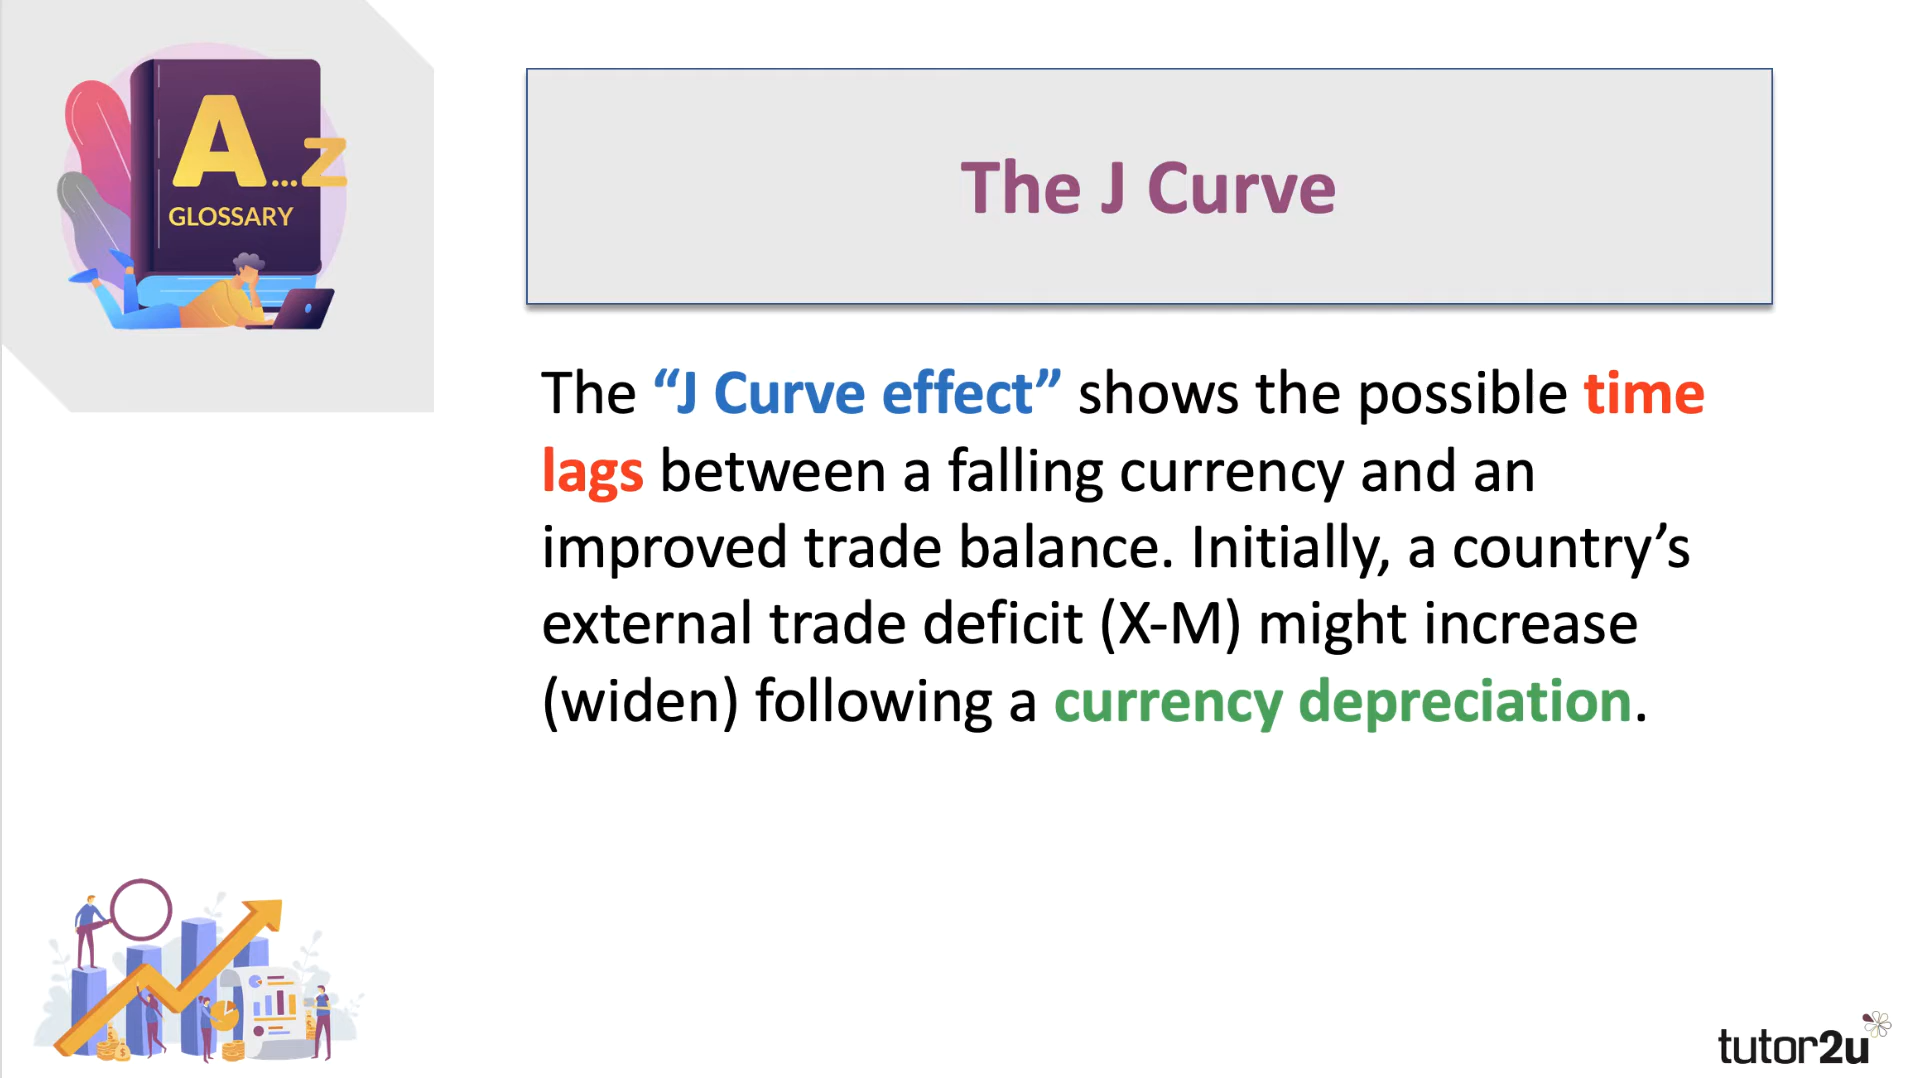 A...Z
GLOSSARY
The J Curve
The “J Curve effect” shows the possible time
lags between a falling currency and an
improved trade balance. Initially, a country’s
external trade deficit (X-M) might increase
(widen) following a currency depreciation.
tutor2u